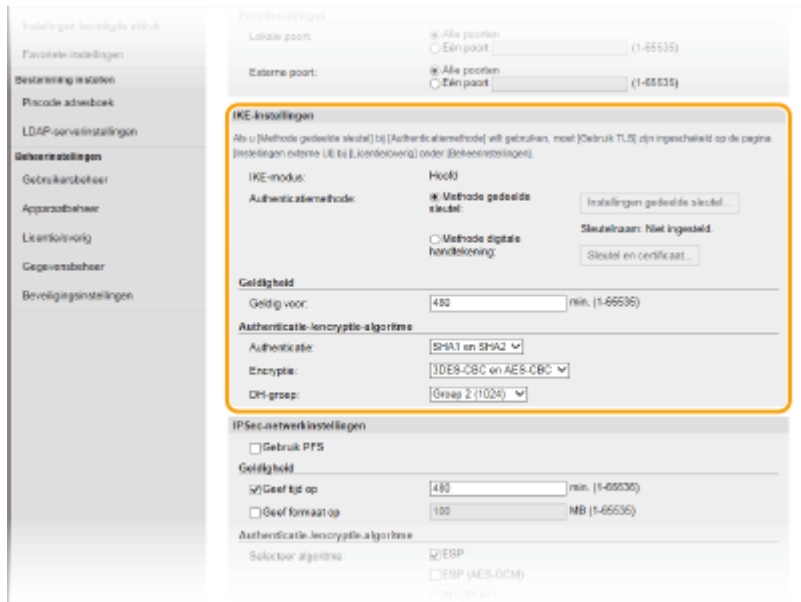 Instellingen beveiligde afdruk
Favoriete instellingen
Bestemming instellen
Pincode adresboek
LDAP-serverinstellingen
Beheerinstellingen
Gebruikersbeheer
Apparaatbeheer
Licentie/overig
Gegevensbeheer
Beveiligingsinstellingen
Poortinstellingen
Lokale poort:
Alle poorten
Eén poort
(1-65535)
Externe poort:
Alle poorten
Eén poort
(1-65535)
IKE-instellingen
Als u [Methode gedeelde sleutel] bij [Authenticatiemethode] wilt gebruiken, moet [Gebruik TLS] zijn ingeschakeld op de pagina
[Instellingen externe UI] bij [Licentie/overig] onder [Beheerinstellingen].
IKE-modus: Hoofd
Authenticatiemethode:
Methode gedeelde
sleutel:
Instellingen gedeelde sleutel...
Methode digitale
handtekening:
Sleutelnaam: Niet ingesteld.
Sleutel en certificaat...
Geldigheid
Geldig voor: 480 min. (1-65535)
Authenticatie-/encryptie-algoritme
Authenticatie: SHA1 en SHA2
Encryptie: 3DES-CBC en AES-CBC
DH-groep: Groep 2 (1024)
IPSec-netwerkinstellingen
Gebruik PFS
Geldigheid
Geef tijd op 480 min. (1-65535)
Geef formaat op 100 MB (1-65535)
Authenticatie-/encryptie-algoritme
Selecteer algoritme: ESP
ESP (AES-GCM)
AH (SHA1)